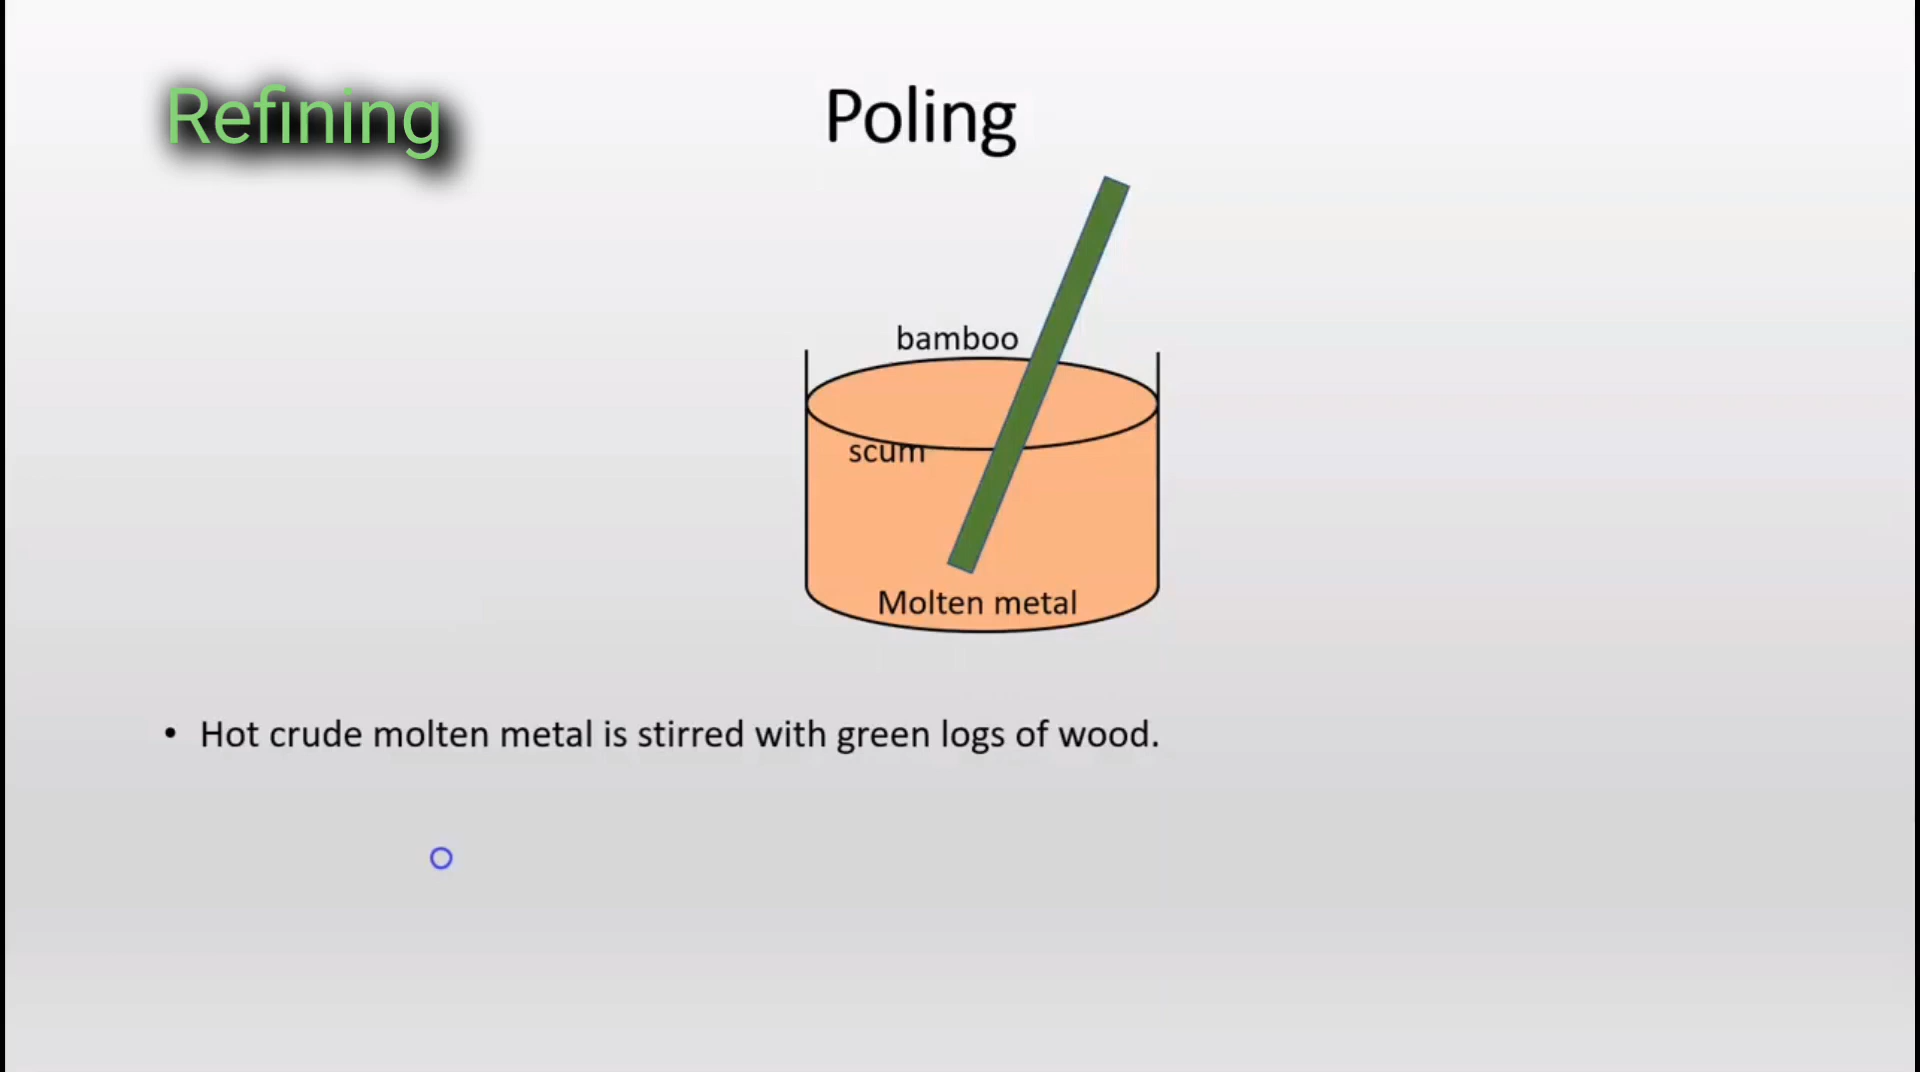 Refining
Poling
bamboo
scum
Molten metal
• Hot crude molten metal is stirred with green logs of wood.